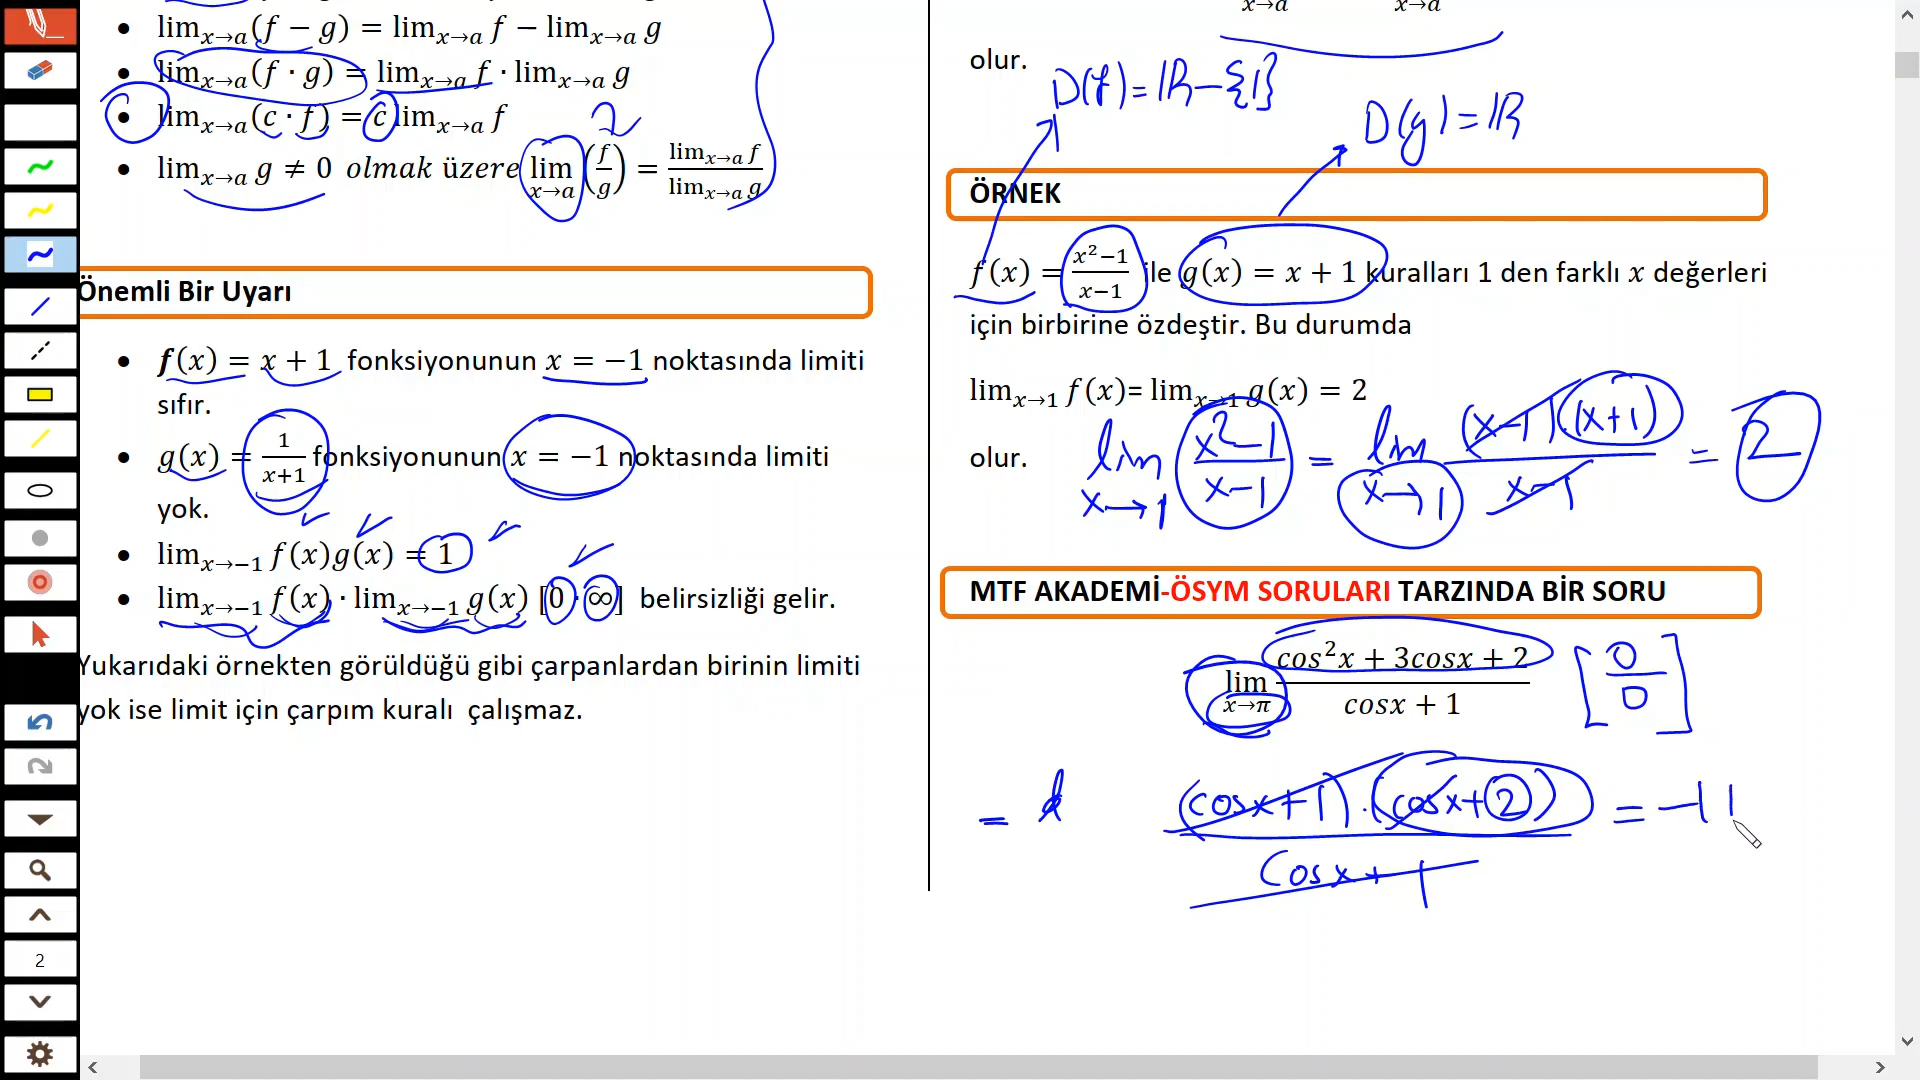 lim_{x→a}(f − g) = lim_{x→a} f − lim_{x→a} g
lim_{x→a}(f · g) = lim_{x→a} f · lim_{x→a} g
lim_{x→a}(c · f) = c lim_{x→a} f
lim_{x→a} g ≠ 0 olmak üzere lim_{x→a} (f/g) = lim_{x→a} f / lim_{x→a} g
Önemli Bir Uyarı
f(x) = x + 1 fonksiyonunun x = −1 noktasında limiti
sıfır.
g(x) = 1/(x+1) fonksiyonunun x = −1 noktasında limiti
yok.
lim_{x→−1} f(x)g(x) = 1
lim_{x→−1} f(x) · lim_{x→−1} g(x) [0 · ∞] belirsizliği gelir.
Yukarıdaki örnekten görüldüğü gibi çarpanlardan birinin limiti
yok ise limit için çarpım kuralı çalışmaz.
x→a x→a
olur.
D(f) = R − {1}
D(g) = R
ÖRNEK
f(x) = (x²−1)/(x−1) ile g(x) = x + 1 kuralları 1 den farklı x değerleri
için birbirine özdeştir. Bu durumda
lim_{x→1} f(x)= lim_{x→1} g(x) = 2
olur.
lim_{x→1} (x²−1)/(x−1) = lim_{x→1} (x−1)(x+1)/(x−1) = 2
MTF AKADEMİ-ÖSYM SORULARI TARZINDA BİR SORU
lim_{x→π} (cos²x + 3cosx + 2)/(cosx + 1) [0/0]
= (cosx+1)·(cosx+2)/(cosx+1) = −1
2